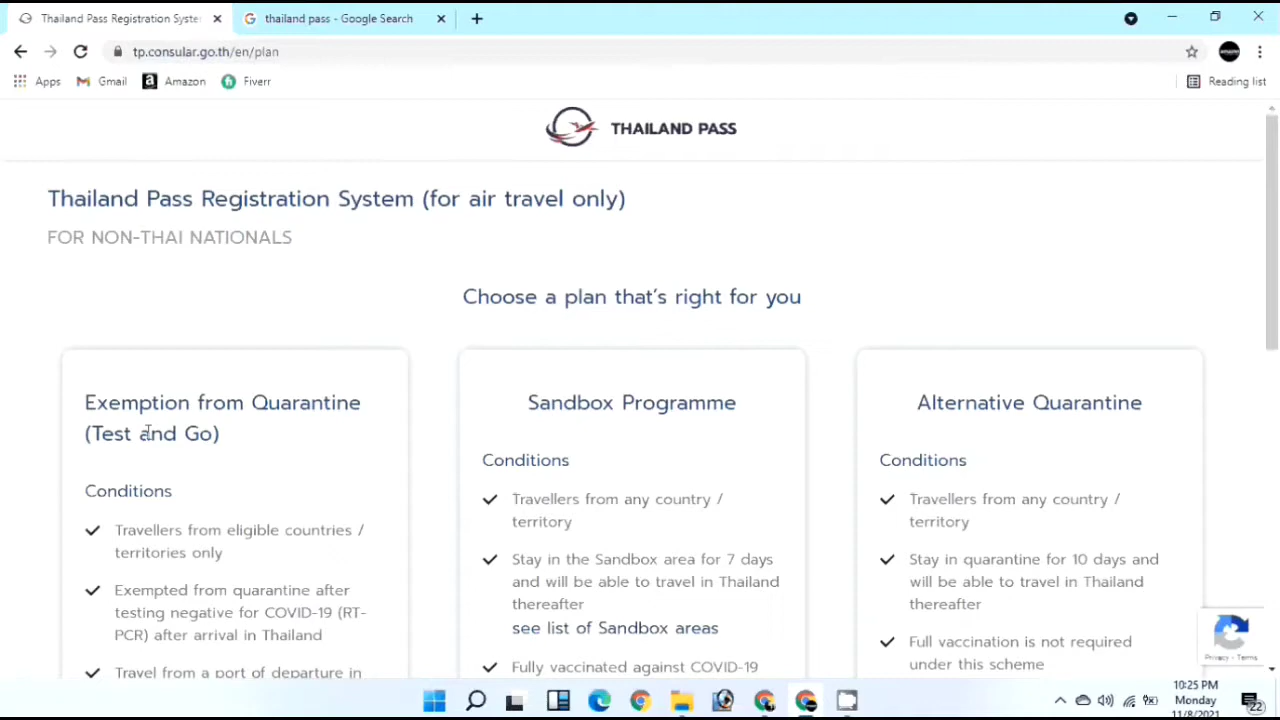 Thailand Pass Registration Syste
thailand pass - Google Search
tp.consular.go.th/en/plan
Apps
Gmail
Amazon
Fiverr
Reading list
THAILAND PASS
Thailand Pass Registration System (for air travel only)
FOR NON-THAI NATIONALS
Choose a plan that's right for you
Exemption from Quarantine
(Test and Go)
Conditions
Travellers from eligible countries /
territories only
Exempted from quarantine after
testing negative for COVID-19 (RT-
PCR) after arrival in Thailand
Travel from a port of departure in
Sandbox Programme
Conditions
Travellers from any country /
territory
Stay in the Sandbox area for 7 days
and will be able to travel in Thailand
thereafter
see list of Sandbox areas
Fully vaccinated against COVID-19
Alternative Quarantine
Conditions
Travellers from any country /
territory
Stay in quarantine for 10 days and
will be able to travel in Thailand
thereafter
Full vaccination is not required
under this scheme
Privacy - Terms
10:25 PM
Monday
11/8/2021
22